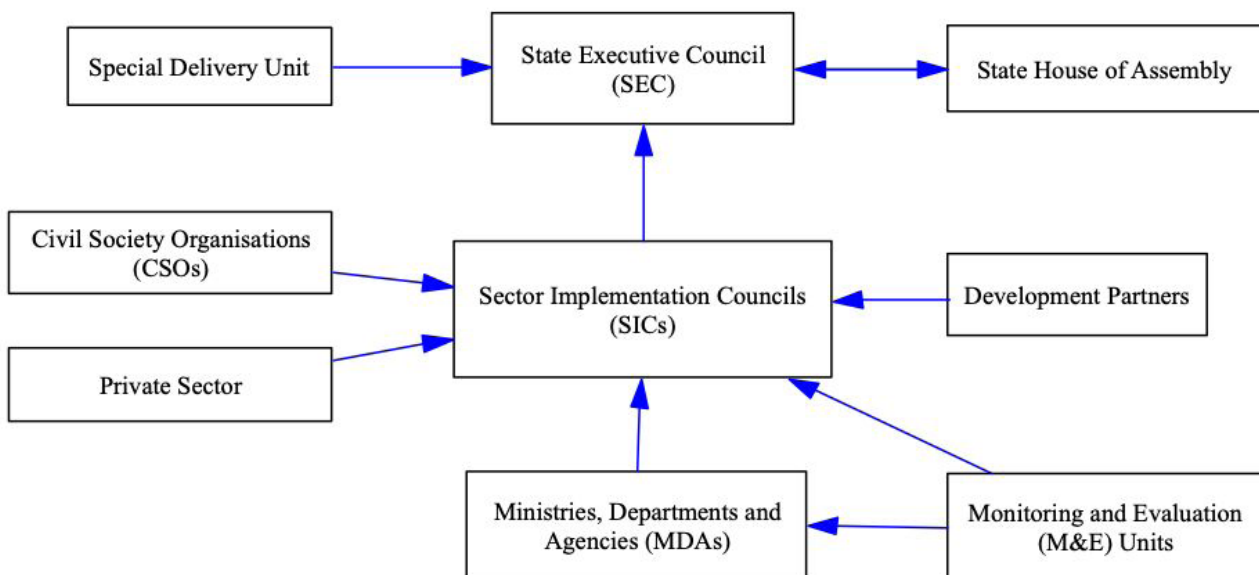 Special Delivery Unit
State Executive Council
(SEC)
State House of Assembly
Civil Society Organisations
(CSOs)
Private Sector
Sector Implementation Councils
(SICs)
Development Partners
Ministries, Departments and
Agencies (MDAs)
Monitoring and Evaluation
(M&E) Units